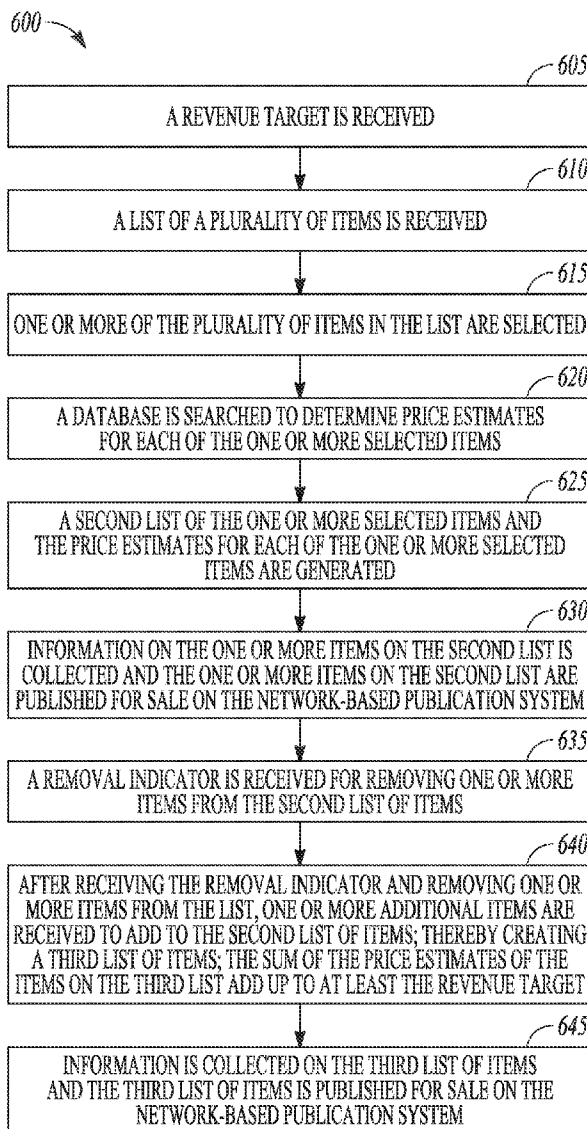 600
605
A REVENUE TARGET IS RECEIVED
610
A LIST OF A PLURALITY OF ITEMS IS RECEIVED
615
ONE OR MORE OF THE PLURALITY OF ITEMS IN THE LIST ARE SELECTED
620
A DATABASE IS SEARCHED TO DETERMINE PRICE ESTIMATES
FOR EACH OF THE ONE OR MORE SELECTED ITEMS
625
A SECOND LIST OF THE ONE OR MORE SELECTED ITEMS AND
THE PRICE ESTIMATES FOR EACH OF THE ONE OR MORE SELECTED
ITEMS ARE GENERATED
630
INFORMATION ON THE ONE OR MORE ITEMS ON THE SECOND LIST IS
COLLECTED AND THE ONE OR MORE ITEMS ON THE SECOND LIST ARE
PUBLISHED FOR SALE ON THE NETWORK-BASED PUBLICATION SYSTEM
635
A REMOVAL INDICATOR IS RECEIVED FOR REMOVING ONE OR MORE
ITEMS FROM THE SECOND LIST OF ITEMS
640
AFTER RECEIVING THE REMOVAL INDICATOR AND REMOVING ONE OR
MORE ITEMS FROM THE LIST, ONE OR MORE ADDITIONAL ITEMS ARE
RECEIVED TO ADD TO THE SECOND LIST OF ITEMS; THEREBY CREATING
A THIRD LIST OF ITEMS; THE SUM OF THE PRICE ESTIMATES OF THE
ITEMS ON THE THIRD LIST ADD UP TO AT LEAST THE REVENUE TARGET
645
INFORMATION IS COLLECTED ON THE THIRD LIST OF ITEMS
AND THE THIRD LIST OF ITEMS IS PUBLISHED FOR SALE ON THE
NETWORK-BASED PUBLICATION SYSTEM